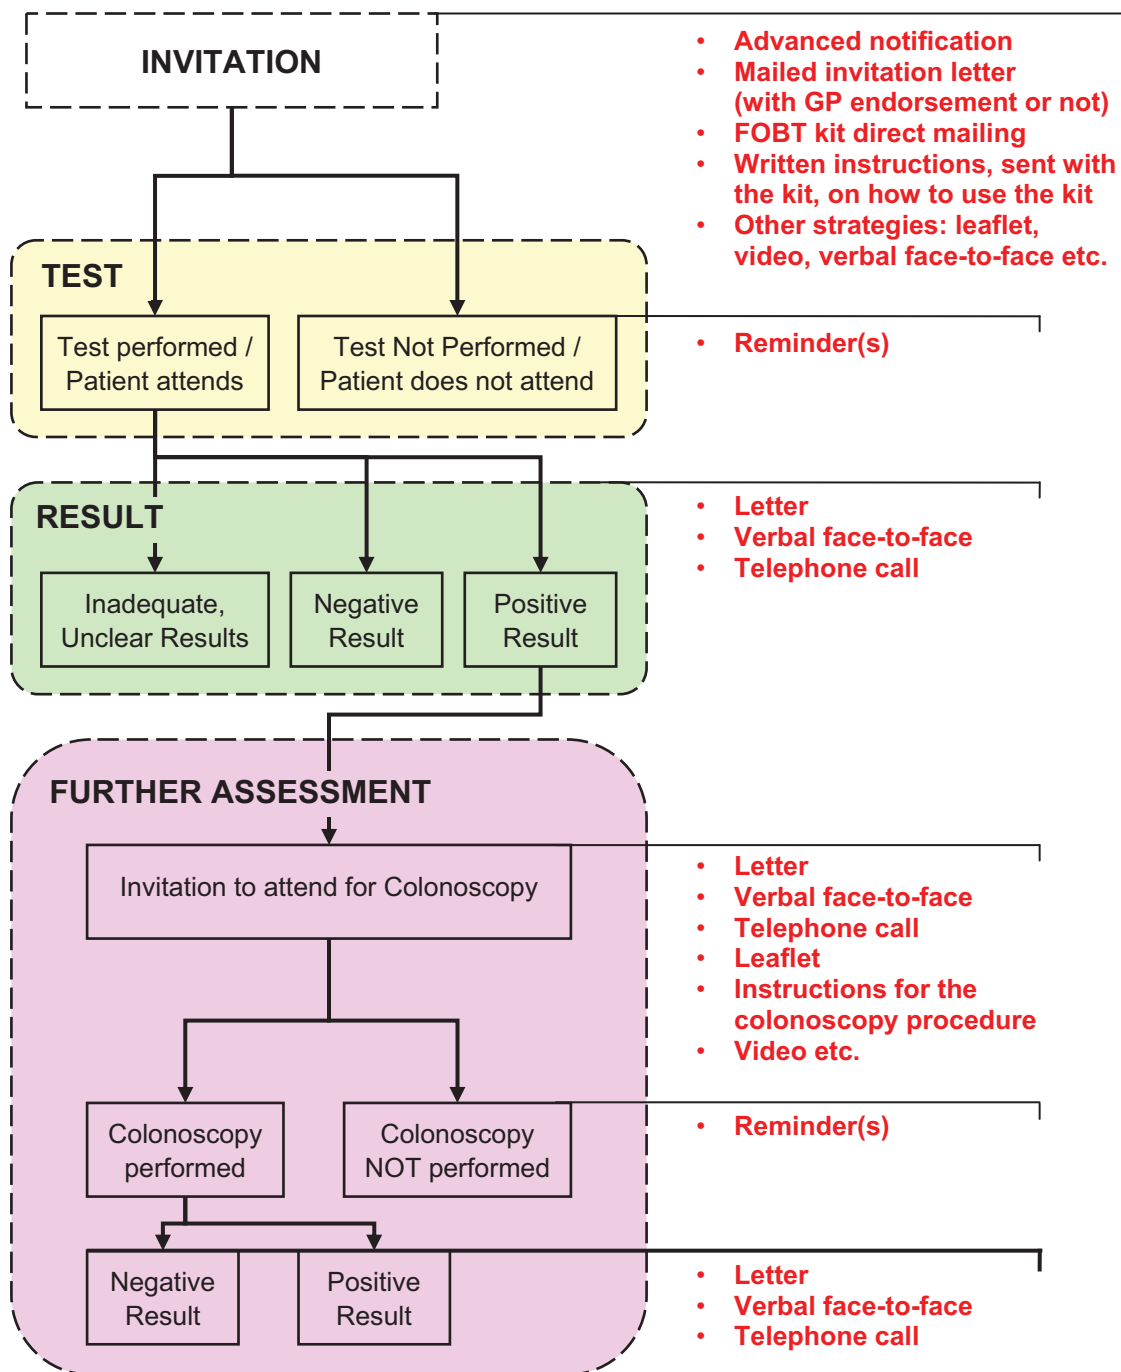 INVITATION
• Advanced notification
• Mailed invitation letter
(with GP endorsement or not)
• FOBT kit direct mailing
• Written instructions, sent with
the kit, on how to use the kit
• Other strategies: leaflet,
video, verbal face-to-face etc.
TEST
Test performed /
Patient attends
Test Not Performed /
Patient does not attend
• Reminder(s)
RESULT
• Letter
• Verbal face-to-face
• Telephone call
Inadequate,
Unclear Results
Negative
Result
Positive
Result
FURTHER ASSESSMENT
Invitation to attend for Colonoscopy
• Letter
• Verbal face-to-face
• Telephone call
• Leaflet
• Instructions for the
colonoscopy procedure
• Video etc.
Colonoscopy
performed
Colonoscopy
NOT performed
• Reminder(s)
Negative
Result
Positive
Result
• Letter
• Verbal face-to-face
• Telephone call